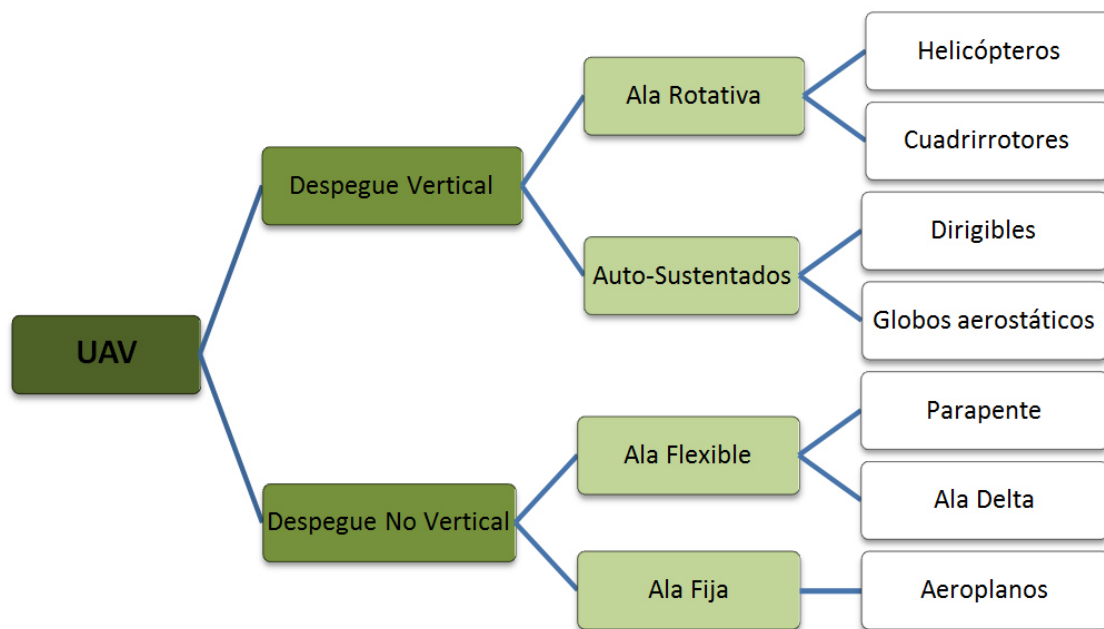 UAV
Despegue Vertical
Ala Rotativa
Helicópteros
Cuadrirrotores
Auto-Sustentados
Dirigibles
Globos aerostáticos
Despegue No Vertical
Ala Flexible
Parapente
Ala Delta
Ala Fija
Aeroplanos